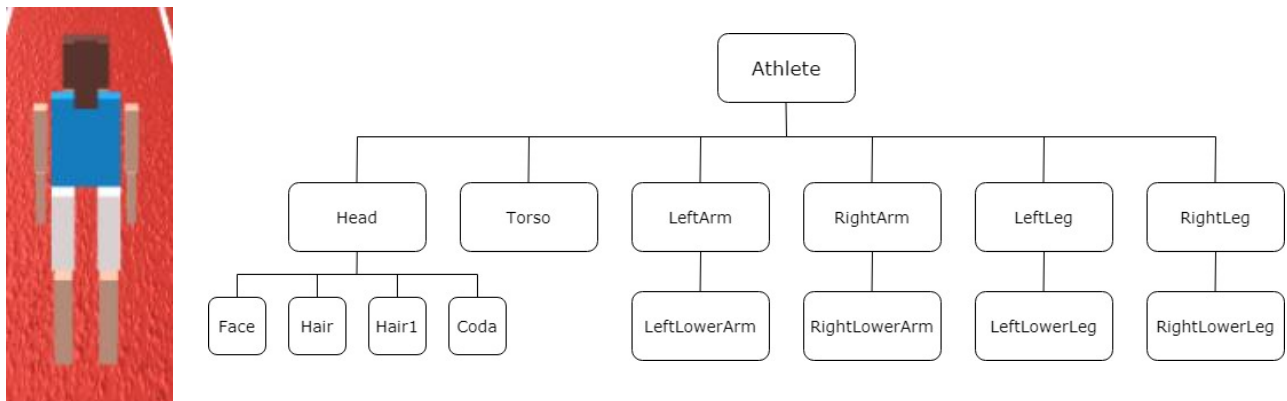 Athlete
Head Torso LeftArm RightArm LeftLeg RightLeg
Face Hair Hair1 Coda LeftLowerArm RightLowerArm LeftLowerLeg RightLowerLeg